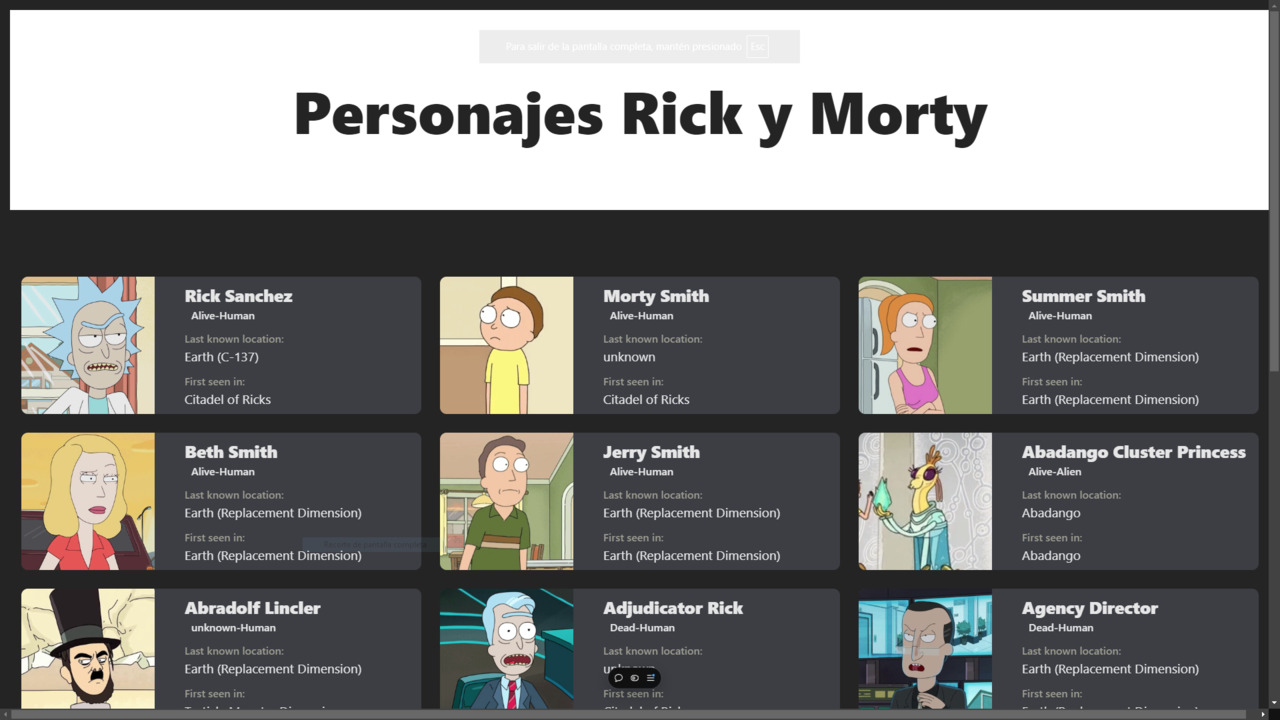 Para salir de la pantalla completa, mantén presionado Esc
Personajes Rick y Morty
Rick Sanchez
Alive-Human
Last known location:
Earth (C-137)
First seen in:
Citadel of Ricks
Morty Smith
Alive-Human
Last known location:
unknown
First seen in:
Citadel of Ricks
Summer Smith
Alive-Human
Last known location:
Earth (Replacement Dimension)
First seen in:
Earth (Replacement Dimension)
Beth Smith
Alive-Human
Last known location:
Earth (Replacement Dimension)
First seen in:
Earth (Replacement Dimension)
Jerry Smith
Alive-Human
Last known location:
Earth (Replacement Dimension)
First seen in:
Earth (Replacement Dimension)
Abadango Cluster Princess
Alive-Alien
Last known location:
Abadango
First seen in:
Abadango
Abradolf Lincler
unknown-Human
Last known location:
Earth (Replacement Dimension)
First seen in:
Adjudicator Rick
Dead-Human
Last known location:
unknown
First seen in:
Agency Director
Dead-Human
Last known location:
Earth (Replacement Dimension)
First seen in: